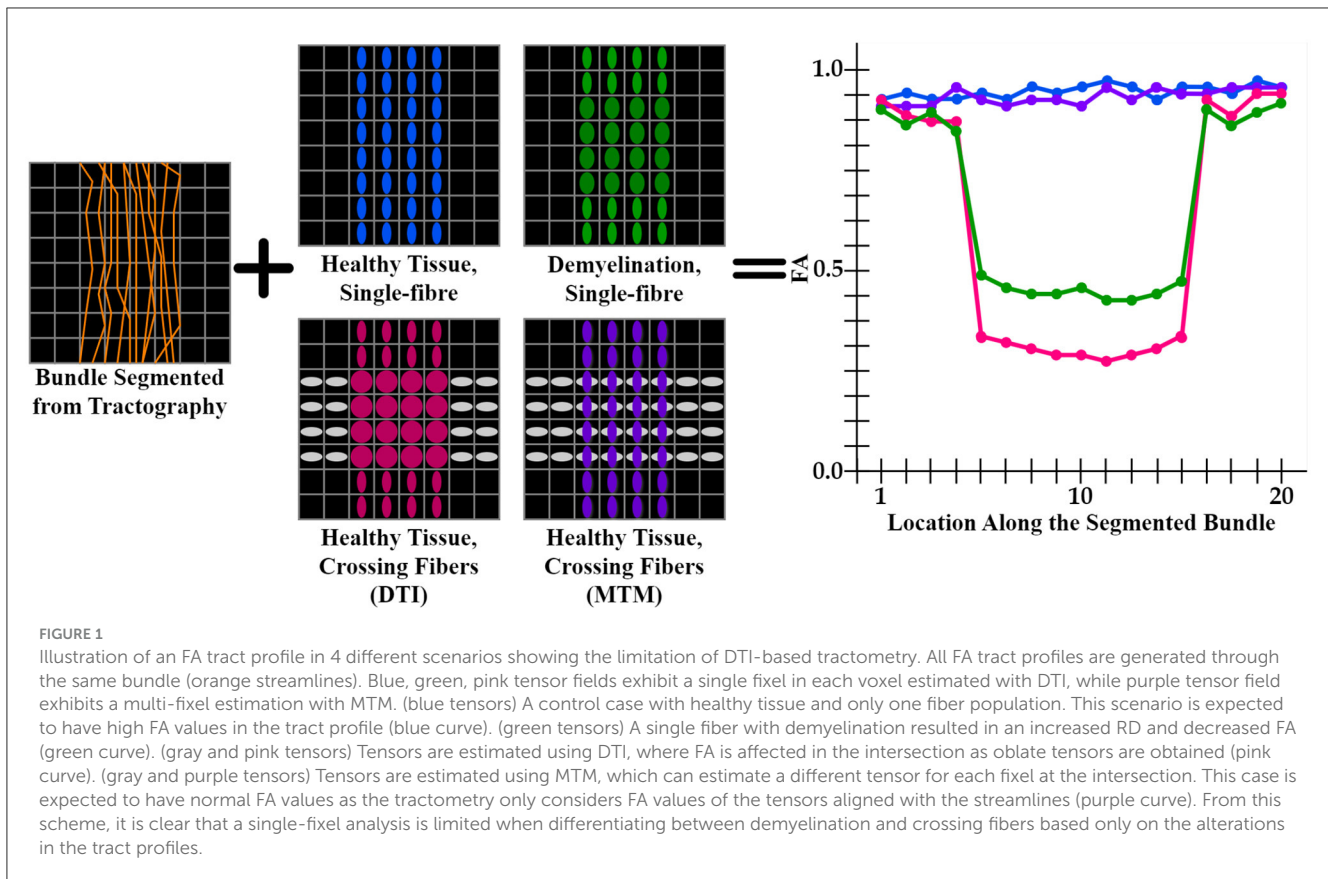 Bundle Segmented
from Tractography
Healthy Tissue,
Single-fibre
Demyelination,
Single-fibre
Healthy Tissue,
Crossing Fibers
(DTI)
Healthy Tissue,
Crossing Fibers
(MTM)
1.0
0.5
0.0
FA
1
10
20
Location Along the Segmented Bundle
FIGURE 1
Illustration of an FA tract profile in 4 different scenarios showing the limitation of DTI-based tractometry. All FA tract profiles are generated through
the same bundle (orange streamlines). Blue, green, pink tensor fields exhibit a single fixel in each voxel estimated with DTI, while purple tensor field
exhibits a multi-fixel estimation with MTM. (blue tensors) A control case with healthy tissue and only one fiber population. This scenario is expected
to have high FA values in the tract profile (blue curve). (green tensors) A single fiber with demyelination resulted in an increased RD and decreased FA
(green curve). (gray and pink tensors) Tensors are estimated using DTI, where FA is affected in the intersection as oblate tensors are obtained (pink
curve). (gray and purple tensors) Tensors are estimated using MTM, which can estimate a different tensor for each fixel at the intersection. This case is
expected to have normal FA values as the tractometry only considers FA values of the tensors aligned with the streamlines (purple curve). From this
scheme, it is clear that a single-fixel analysis is limited when differentiating between demyelination and crossing fibers based only on the alterations
in the tract profiles.